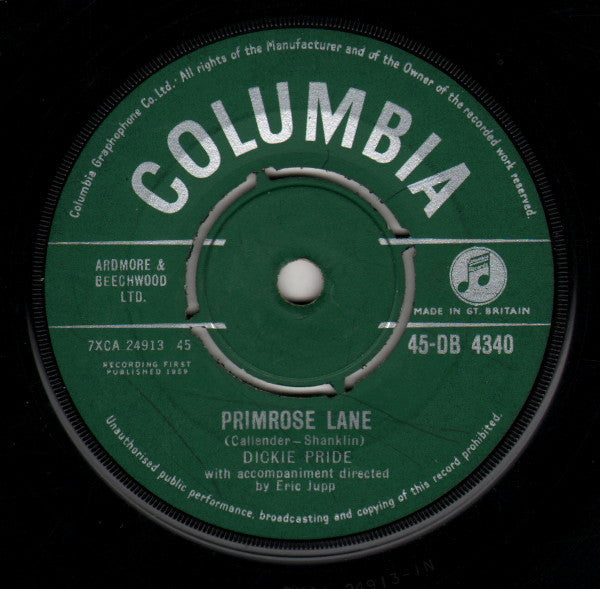 Columbia Graphophone Co. Ltd. · All rights of the Manufacturer and of the Owner of the recorded work reserved.
COLUMBIA
ARDMORE &
BEECHWOOD
LTD.
MADE IN GT. BRITAIN
7XCA 24913 45
45-DB 4340
RECORDING FIRST
PUBLISHED 1959
PRIMROSE LANE
(Callender-Shanklin)
DICKIE PRIDE
with accompaniment directed
by Eric Jupp
Unauthorised public performance, broadcasting and copying of this record prohibited.
24913-1N